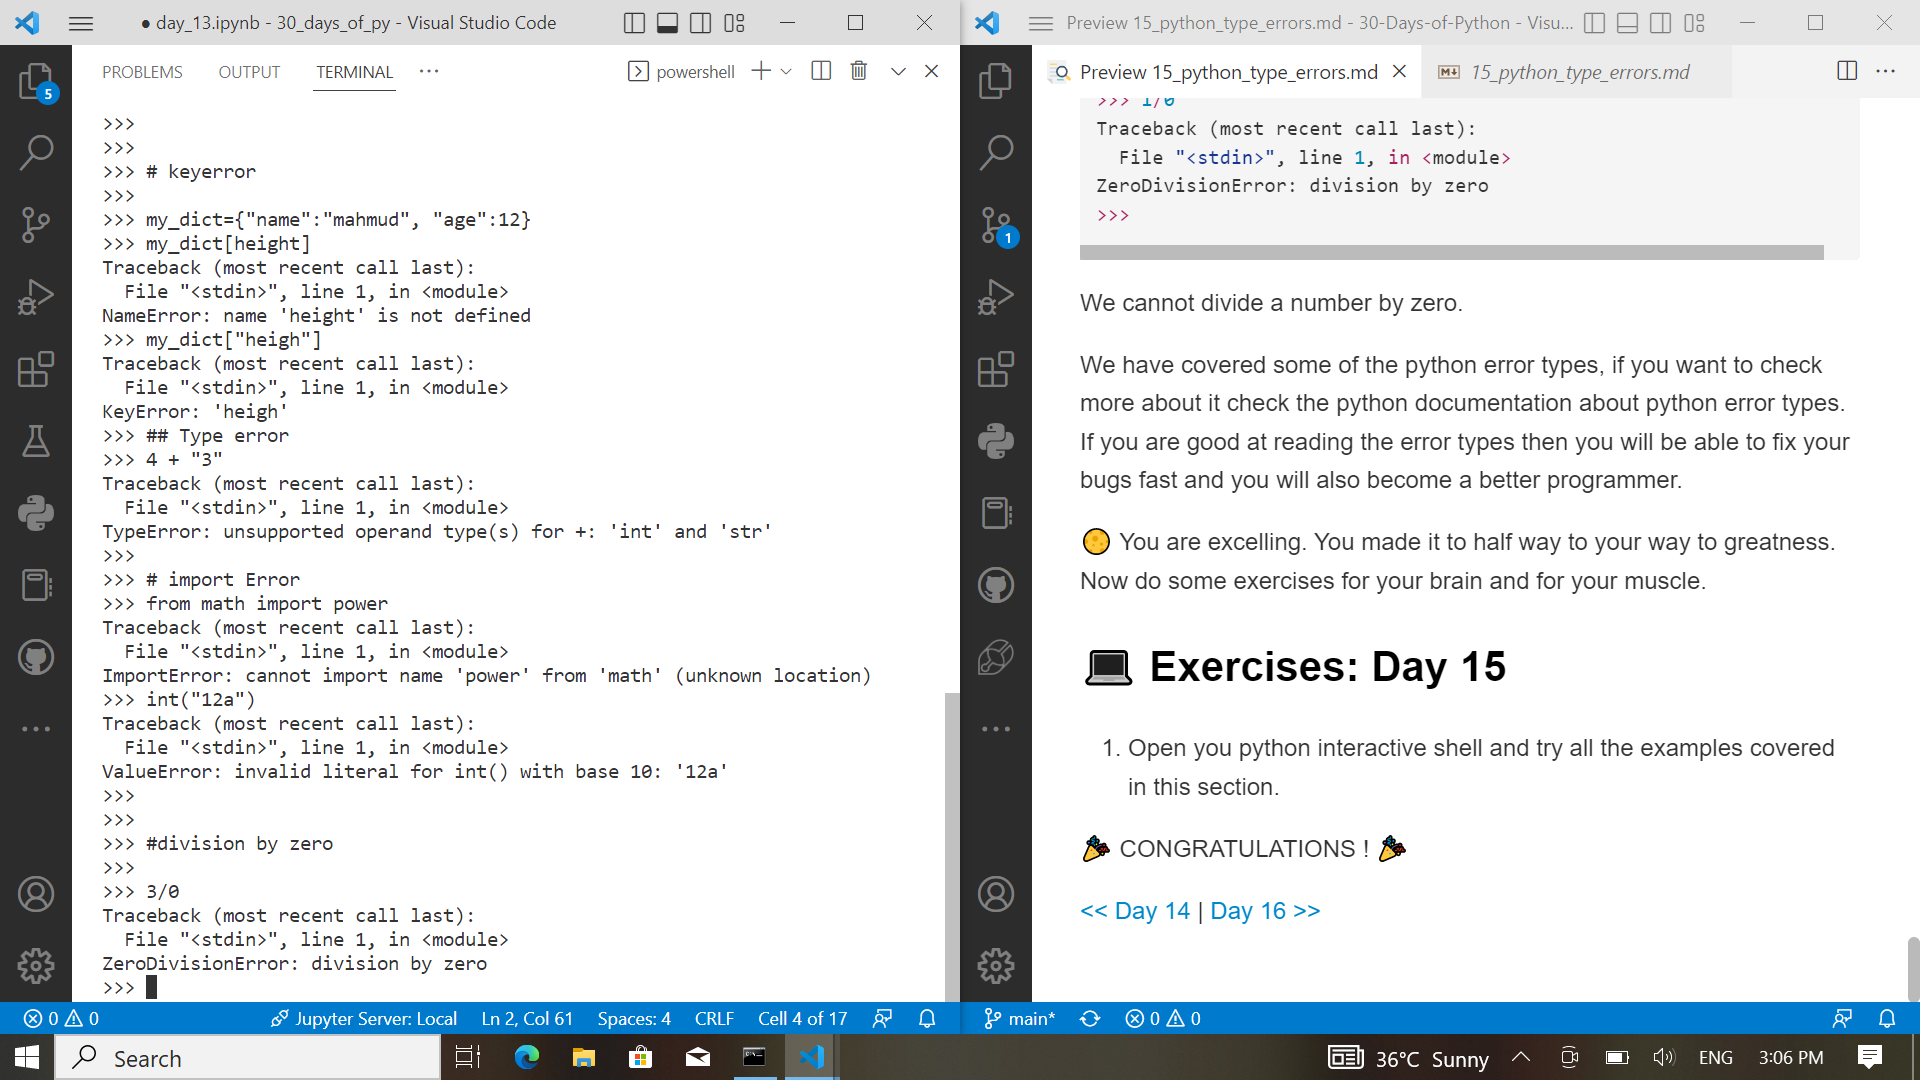 ● day_13.ipynb - 30_days_of_py - Visual Studio Code
PROBLEMS OUTPUT TERMINAL ··· powershell
5
>>>
>>>
>>> # keyerror
>>>
>>> my_dict={"name":"mahmud", "age":12}
>>> my_dict[height]
Traceback (most recent call last):
  File "<stdin>", line 1, in <module>
NameError: name 'height' is not defined
>>> my_dict["heigh"]
Traceback (most recent call last):
  File "<stdin>", line 1, in <module>
KeyError: 'heigh'
>>> ## Type error
>>> 4 + "3"
Traceback (most recent call last):
  File "<stdin>", line 1, in <module>
TypeError: unsupported operand type(s) for +: 'int' and 'str'
>>>
>>> # import Error
>>> from math import power
Traceback (most recent call last):
  File "<stdin>", line 1, in <module>
ImportError: cannot import name 'power' from 'math' (unknown location)
>>> int("12a")
Traceback (most recent call last):
  File "<stdin>", line 1, in <module>
ValueError: invalid literal for int() with base 10: '12a'
>>>
>>>
>>> #division by zero
>>>
>>> 3/0
Traceback (most recent call last):
  File "<stdin>", line 1, in <module>
ZeroDivisionError: division by zero
>>>
0 0 Jupyter Server: Local Ln 2, Col 61 Spaces: 4 CRLF Cell 4 of 17
Preview 15_python_type_errors.md - 30-Days-of-Python - Visu...
Preview 15_python_type_errors.md 15_python_type_errors.md
1
>>> 1/0
Traceback (most recent call last):
  File "<stdin>", line 1, in <module>
ZeroDivisionError: division by zero
>>>
We cannot divide a number by zero.
We have covered some of the python error types, if you want to check
more about it check the python documentation about python error types.
If you are good at reading the error types then you will be able to fix your
bugs fast and you will also become a better programmer.
🌕 You are excelling. You made it to half way to your way to greatness.
Now do some exercises for your brain and for your muscle.
💻 Exercises: Day 15
1. Open you python interactive shell and try all the examples covered
in this section.
🎉 CONGRATULATIONS ! 🎉
<< Day 14 | Day 16 >>
main* 0 0
Search 36°C Sunny ENG 3:06 PM